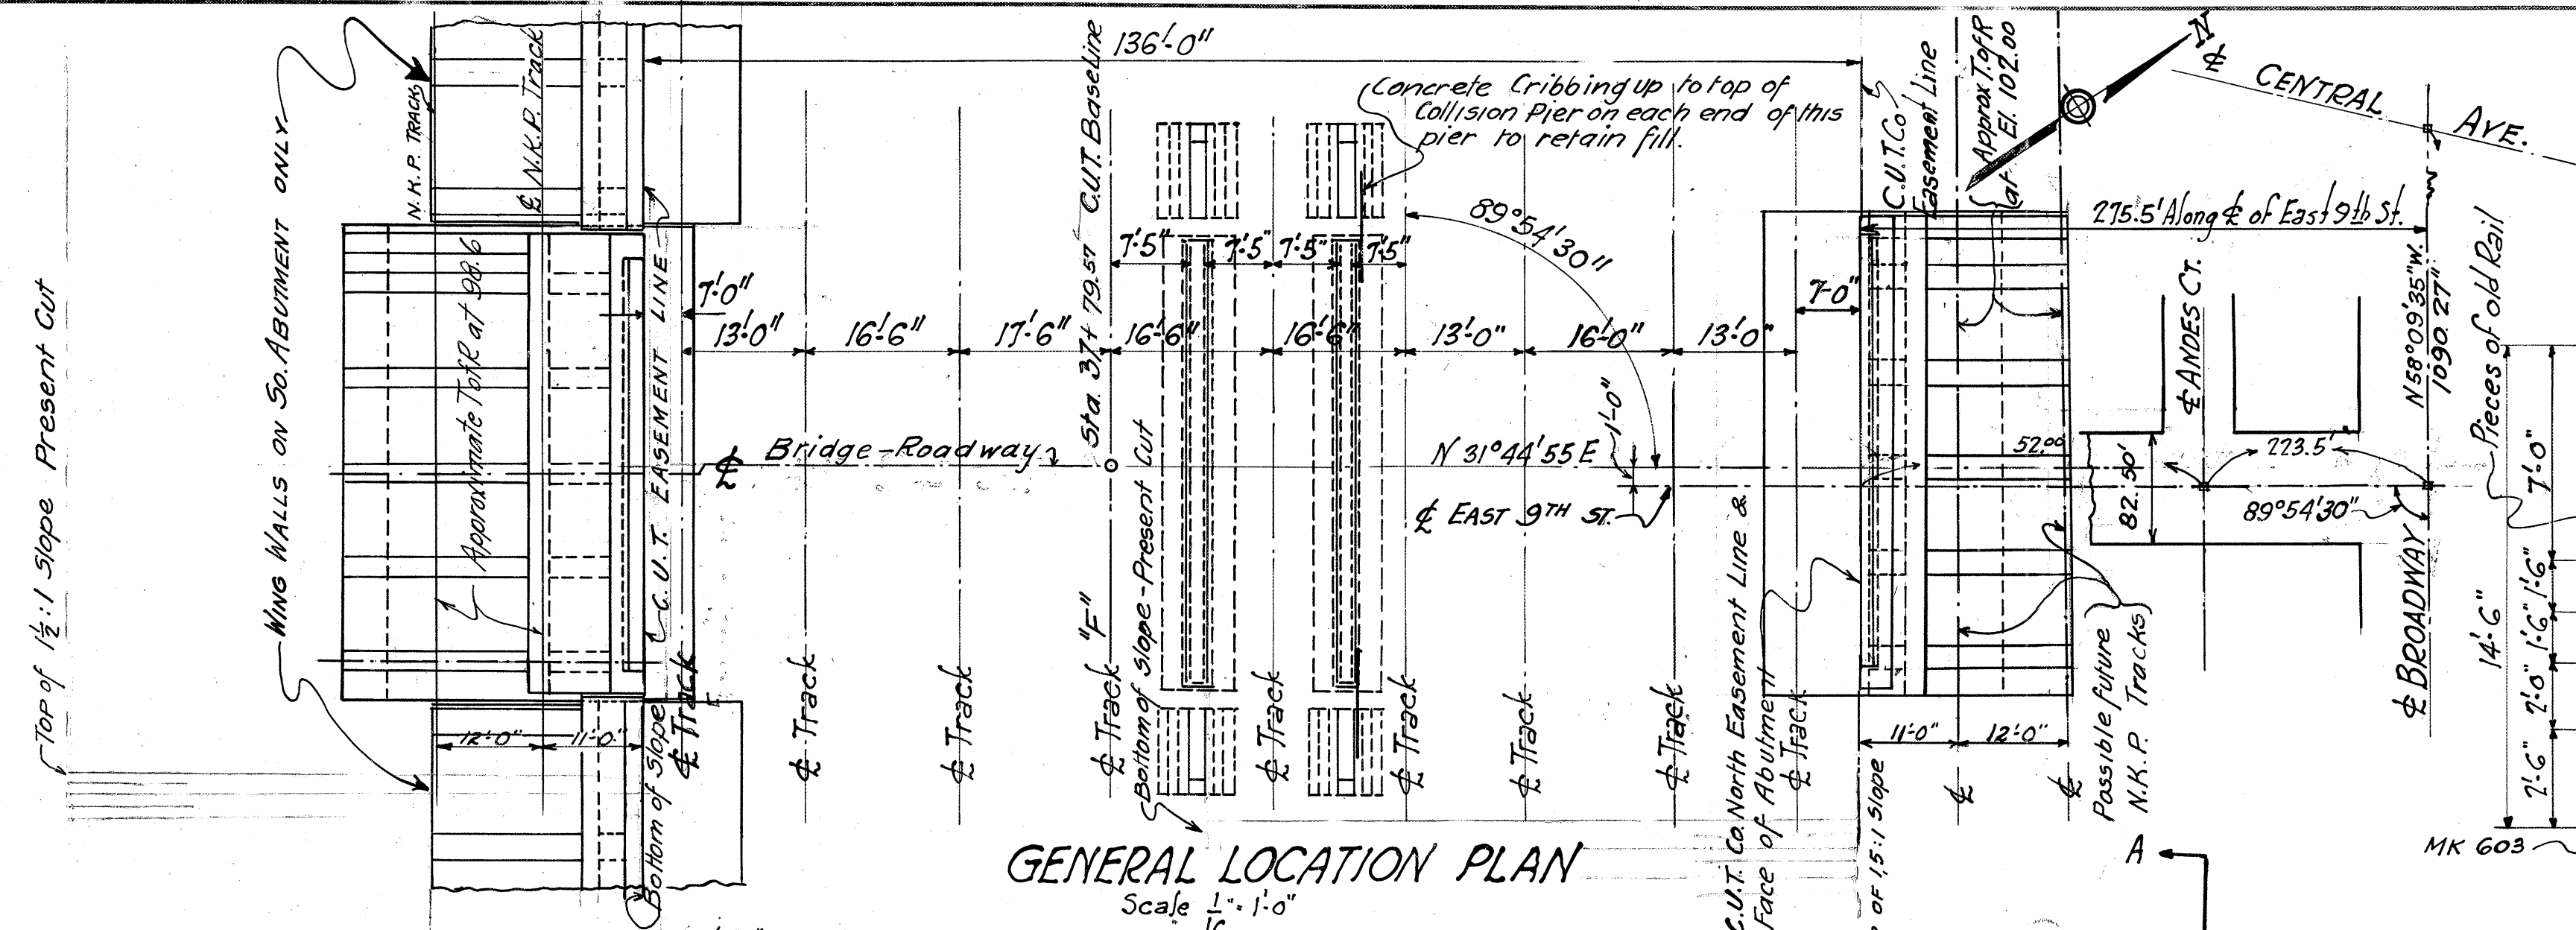 136'-0"
Concrete Cribbing up to top of
Collision Pier on each end of this
pier to retain fill.
WING WALLS ON SO. ABUTMENT ONLY
N.K.P. TRACK
℄ N.K.P. Track
Sta. 37+79.57 C.U.T. Base Line
C.U.T. Co
Easement Line
Approx T. of R
at El. 102.00
N
℄ CENTRAL AVE.
275.5' Along ℄ of East 9th St.
89°54'30"
7'-5" 7'-5" 7'-5" 7'-5"
7'-0"
13'-0" 16'-6" 17'-6" 16'-6" 16'-6" 13'-0" 16'-0" 13'-0"
7-0"
Top of 1½:1 Slope Present Cut
Approximate T of R at 98.6
C.U.T. EASEMENT LINE
℄ Bridge-Roadway
N 31°44'55 E
1'-0"
℄ EAST 9TH ST.
52.00
82.50'
℄ ANDES CT.
223.5'
89°54'30"
N58°09'35"W.
1090.27"
℄ BROADWAY
Pieces of old Rail
7'-0"
1'-6"
1'-6"
2'-0"
2'-6"
14'-6"
MK 603
12'-0" 11'-0"
Bottom of Slope
℄ Track
℄ Track
℄ Track
℄ Track "F"
Bottom of Slope-Present Cut
℄ Track
℄ Track
℄ Track
℄ Track
℄ Track
C.U.T. Co. North Easement Line &
Face of Abutment
11'-0" 12'-0"
℄
℄
OF 1.5:1 Slope
Possible future
N.K.P. Tracks
A
GENERAL LOCATION PLAN
Scale 1/16" = 1'-0"